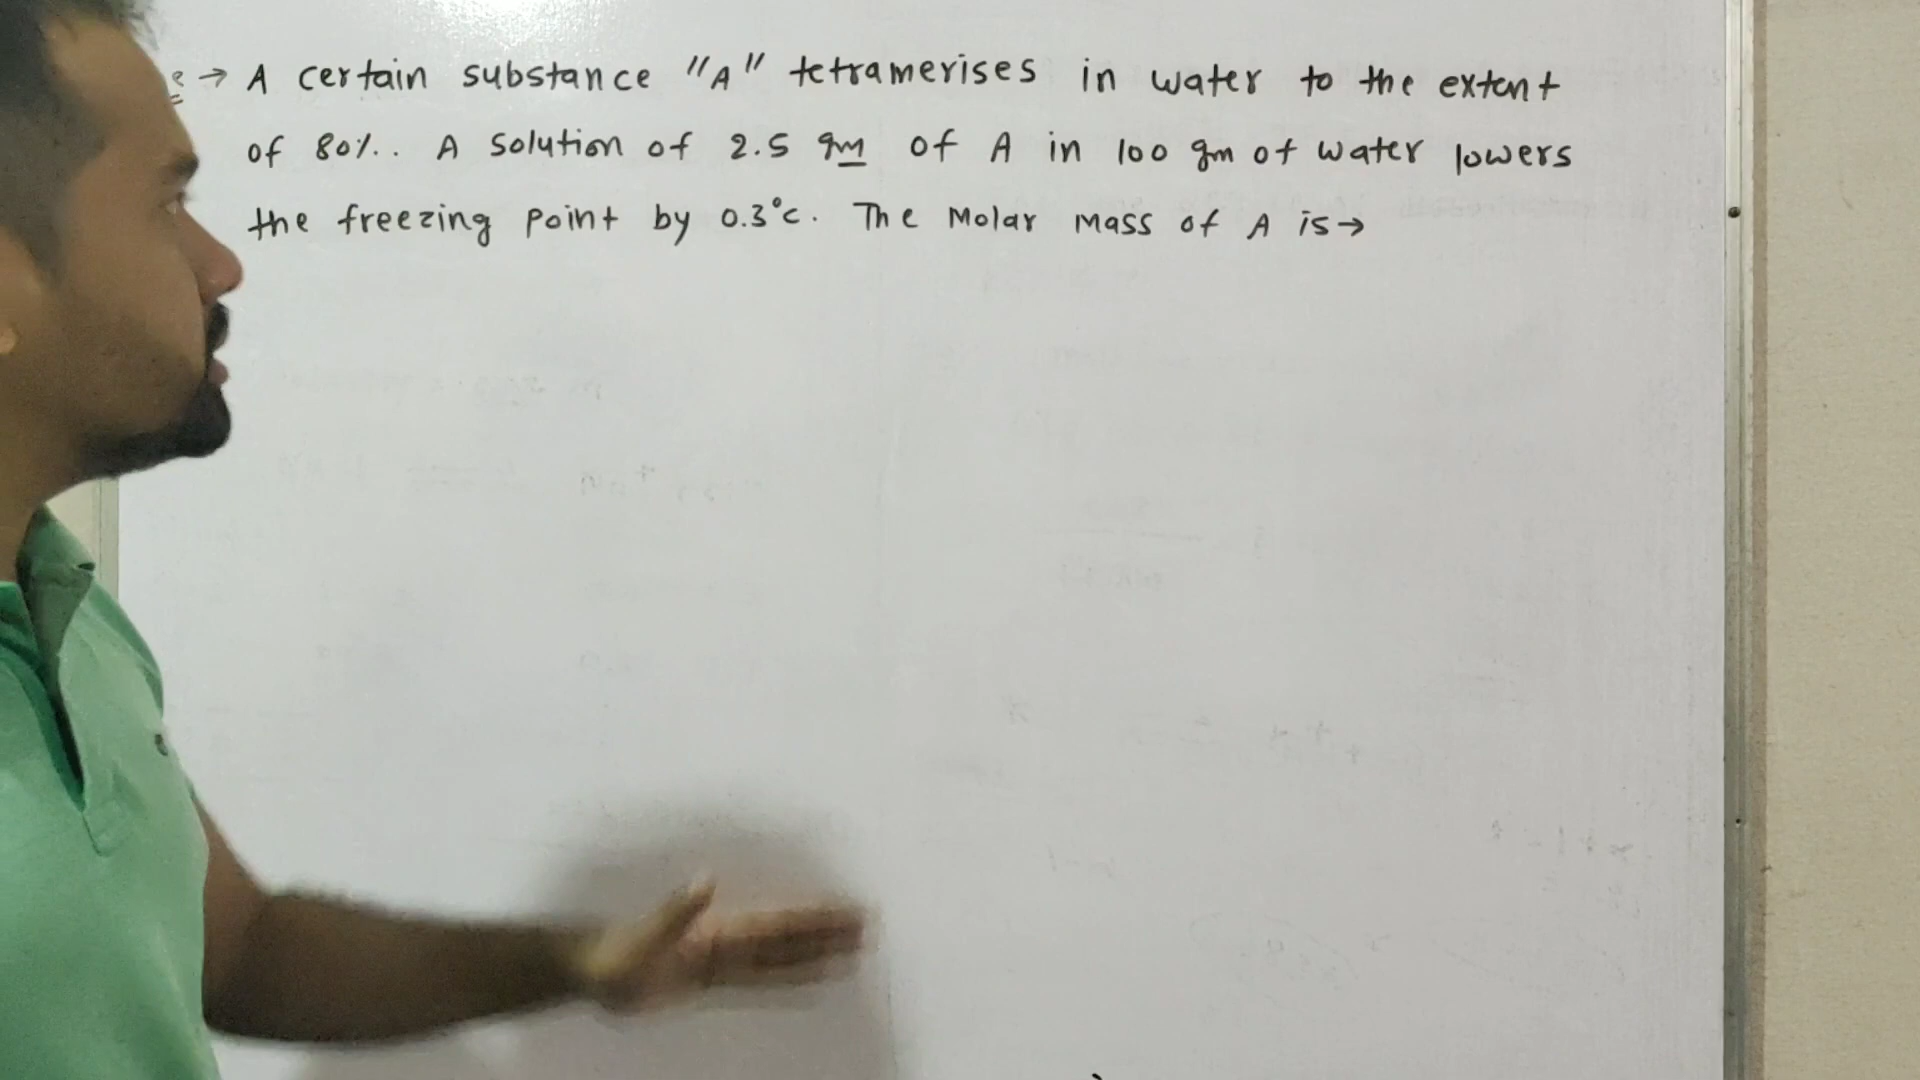 → A certain substance "A" tetramerises in water to the extent
of 80%. . A solution of 2.5 gm of A in 100 gm of water lowers
the freezing point by 0.3°c. The Molar mass of A is →